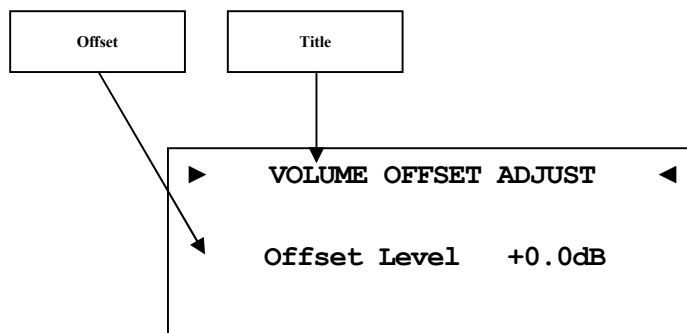 Offset
Title
► VOLUME OFFSET ADJUST ◄
Offset Level +0.0dB